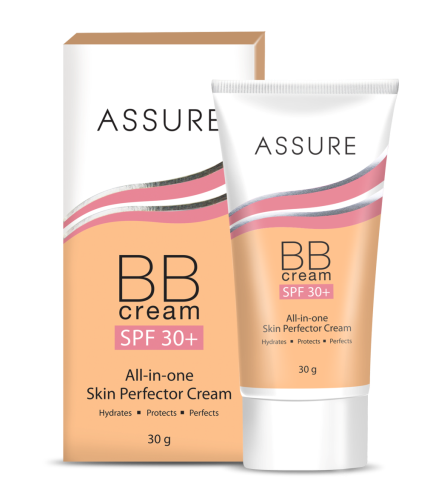 ASSURE
BB
cream
SPF 30+
All-in-one
Skin Perfector Cream
Hydrates ▪ Protects ▪ Perfects
30 g
ASSURE
BB
cream
SPF 30+
All-in-one
Skin Perfector Cream
Hydrates ▪ Protects ▪ Perfects
30 g